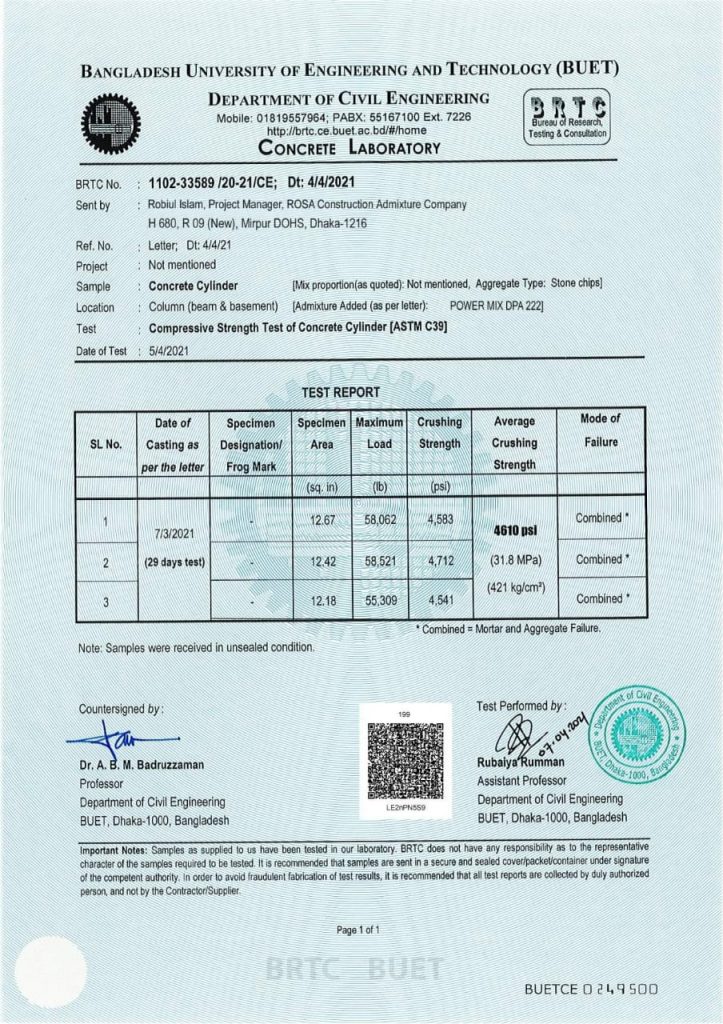 BANGLADESH UNIVERSITY OF ENGINEERING AND TECHNOLOGY (BUET)
DEPARTMENT OF CIVIL ENGINEERING
Mobile: 01819557964; PABX: 55167100 Ext. 7226
http://brtc.ce.buet.ac.bd/#/home
CONCRETE LABORATORY
BRTC
Bureau of Research,
Testing & Consultation
BRTC No. : 1102-33589 /20-21/CE; Dt: 4/4/2021
Sent by : Robiul Islam, Project Manager, ROSA Construction Admixture Company
H 680, R 09 (New), Mirpur DOHS, Dhaka-1216
Ref. No. : Letter; Dt: 4/4/21
Project : Not mentioned
Sample : Concrete Cylinder [Mix proportion(as quoted): Not mentioned, Aggregate Type: Stone chips]
Location : Column (beam & basement) [Admixture Added (as per letter): POWER MIX DPA 222]
Test : Compressive Strength Test of Concrete Cylinder [ASTM C39]
Date of Test : 5/4/2021
TEST REPORT
SL No. Date of Casting as per the letter Specimen Designation/ Frog Mark Specimen Area Maximum Load Crushing Strength Average Crushing Strength Mode of Failure
(sq. in) (lb) (psi)
1 7/3/2021 (29 days test) - 12.67 58,062 4,583 4610 psi Combined *
2 - 12.42 58,521 4,712 (31.8 MPa) Combined *
3 - 12.18 55,309 4,541 (421 kg/cm²) Combined *
* Combined = Mortar and Aggregate Failure.
Note: Samples were received in unsealed condition.
Countersigned by :
Dr. A. B. M. Badruzzaman
Professor
Department of Civil Engineering
BUET, Dhaka-1000, Bangladesh
199
LE2nPN5S9
Test Performed by :
07.04.2021
Rubaiya Rumman
Assistant Professor
Department of Civil Engineering
BUET, Dhaka-1000, Bangladesh
Department of Civil Engineering
BUET, Dhaka-1000, Bangladesh
Important Notes: Samples as supplied to us have been tested in our laboratory. BRTC does not have any responsibility as to the representative
character of the samples required to be tested. It is recommended that samples are sent in a secure and sealed cover/packet/container under signature
of the competent authority. In order to avoid fraudulent fabrication of test results, it is recommended that all test reports are collected by duly authorized
person, and not by the Contractor/Supplier.
Page 1 of 1
BRTC BUET
BUETCE 0249500